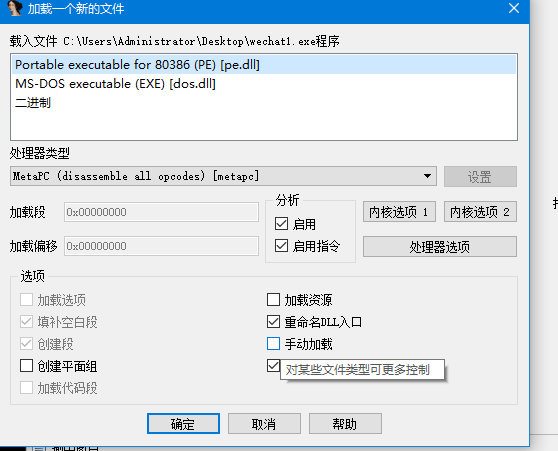 加载一个新的文件
载入文件 C:\Users\Administrator\Desktop\wechat1.exe程序
Portable executable for 80386 (PE) [pe.dll]
MS-DOS executable (EXE) [dos.dll]
二进制
处理器类型
MetaPC (disassemble all opcodes) [metapc]
设置
分析
加载段 0x00000000
启用
内核选项 1
内核选项 2
加载偏移 0x00000000
启用指令
处理器选项
选项
加载选项
加载资源
填补空白段
重命名DLL入口
创建段
手动加载
创建平面组
对某些文件类型可更多控制
加载代码段
确定
取消
帮助